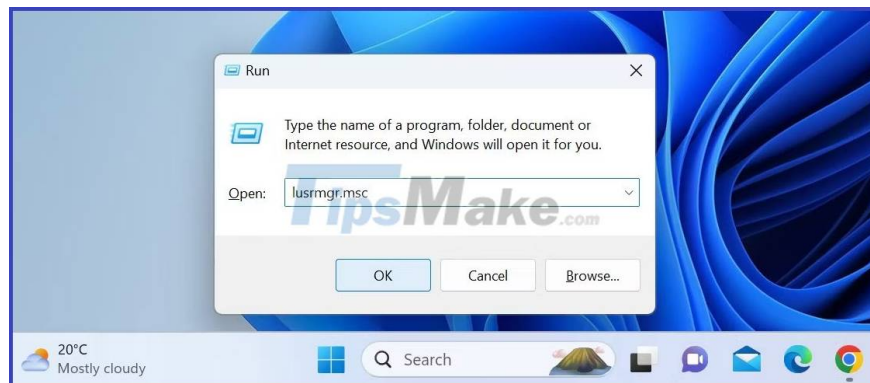 Run
Type the name of a program, folder, document or
Internet resource, and Windows will open it for you.
Open:
lusrmgr.msc
TipsMake.com
OK
Cancel
Browse...
20°C
Mostly cloudy
Search